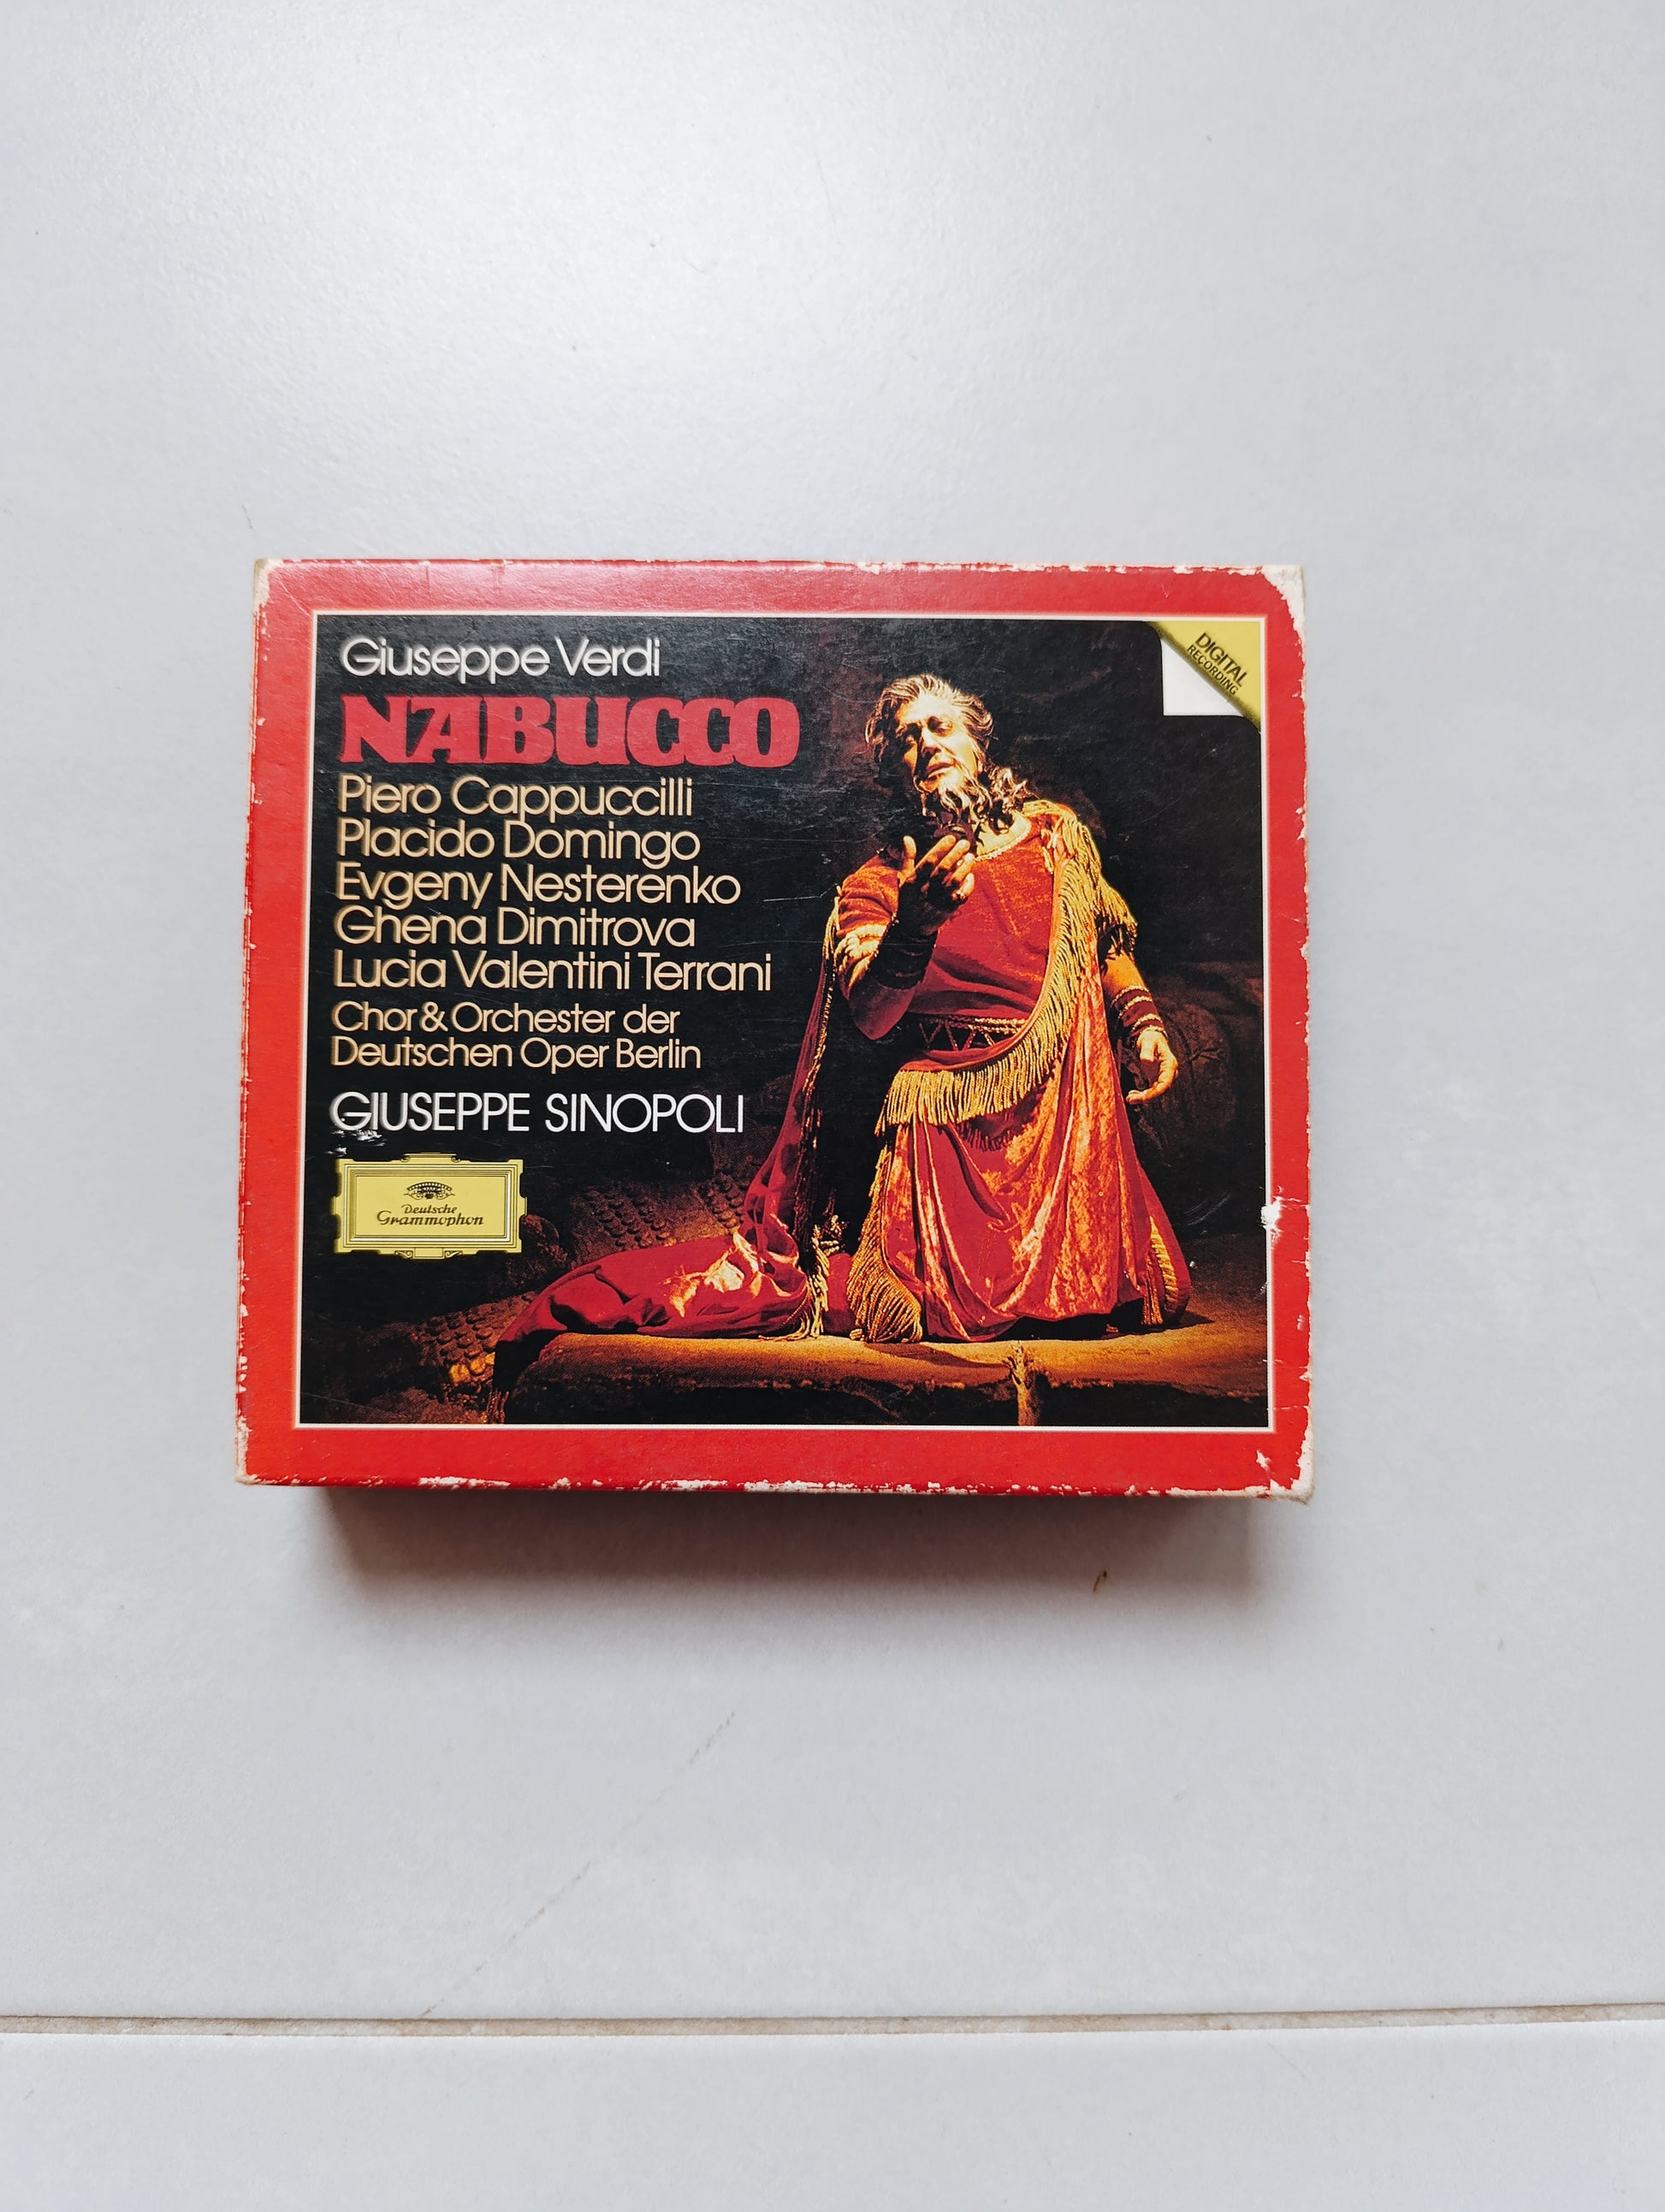 Giuseppe Verdi
NABUCCO
Piero Cappuccilli
Placido Domingo
Evgeny Nesterenko
Ghena Dimitrova
Lucia Valentini Terrani
Chor & Orchester der
Deutschen Oper Berlin
GIUSEPPE SINOPOLI
Deutsche
Grammophon
DIGITAL
RECORDING